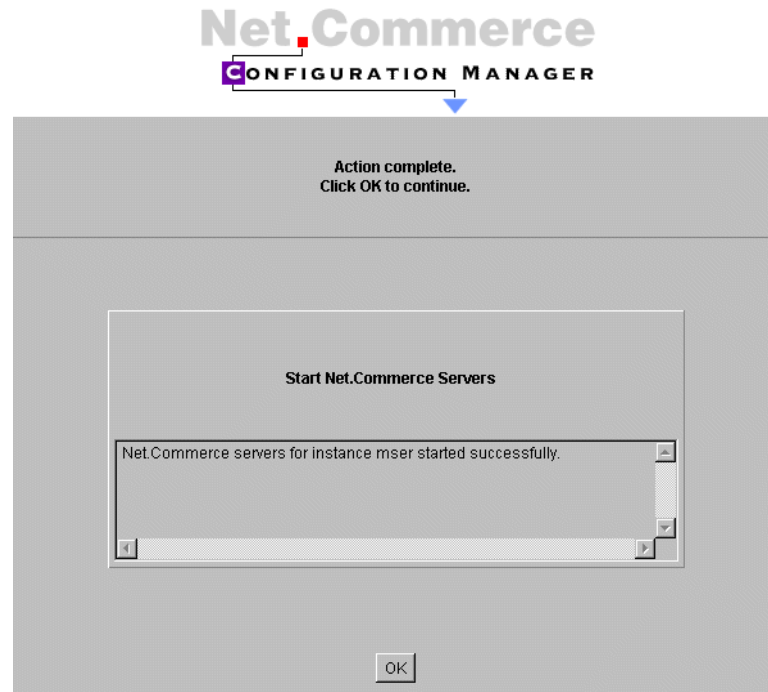 Net.Commerce
CONFIGURATION MANAGER
Action complete.
Click OK to continue.
Start Net.Commerce Servers
Net.Commerce servers for instance mser started successfully.
OK